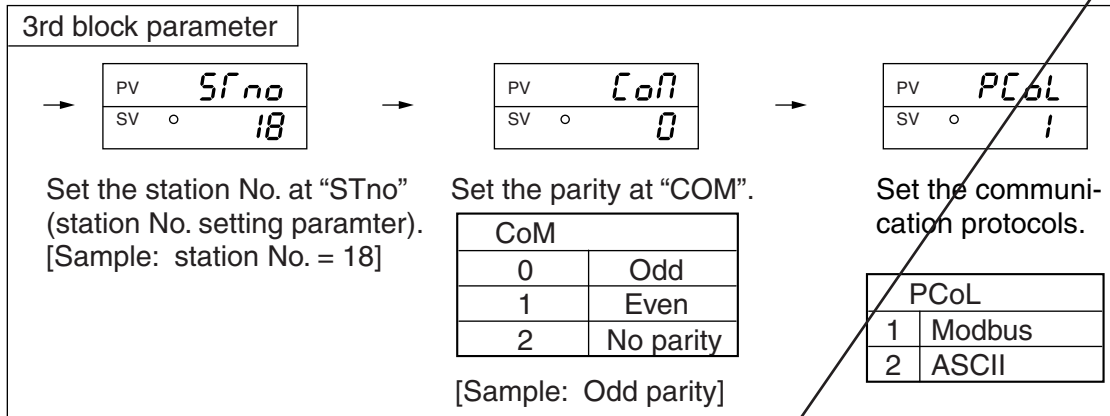 3rd block parameter
PV STno
SV 18
PV CoM
SV 0
PV PCoL
SV 1
Set the station No. at “STno”
(station No. setting paramter).
[Sample: station No. = 18]
Set the parity at “COM”.
CoM
0 Odd
1 Even
2 No parity
[Sample: Odd parity]
Set the communi-
cation protocols.
PCoL
1 Modbus
2 ASCII